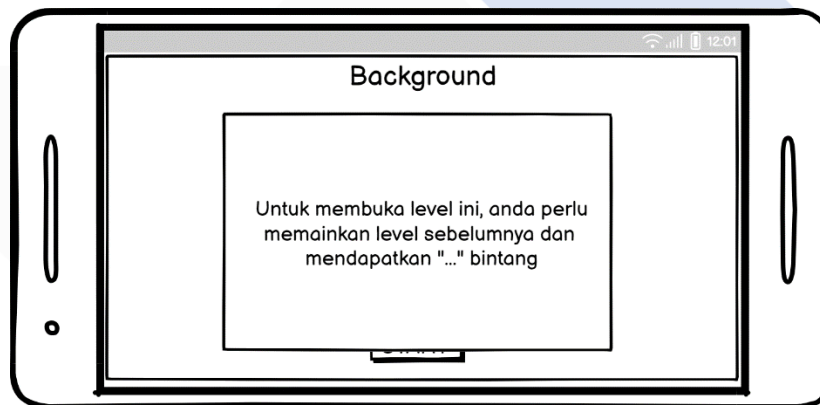 12:01
Background
Untuk membuka level ini, anda perlu
memainkan level sebelumnya dan
mendapatkan "..." bintang